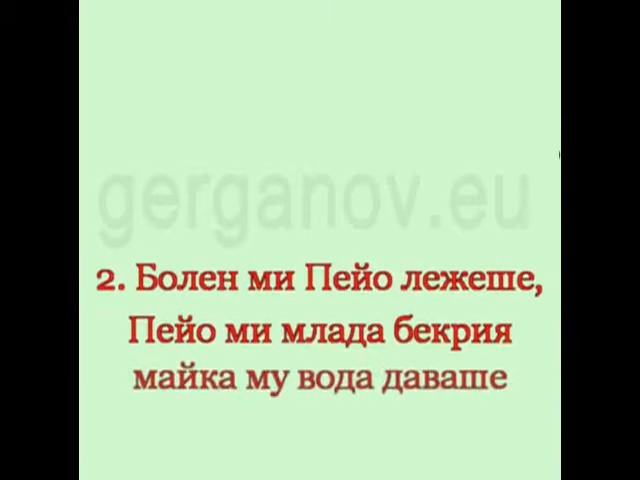 gerganov.eu
2. Болен ми Пейо лежеше,
Пейо ми млада бекрия
майка му вода даваше